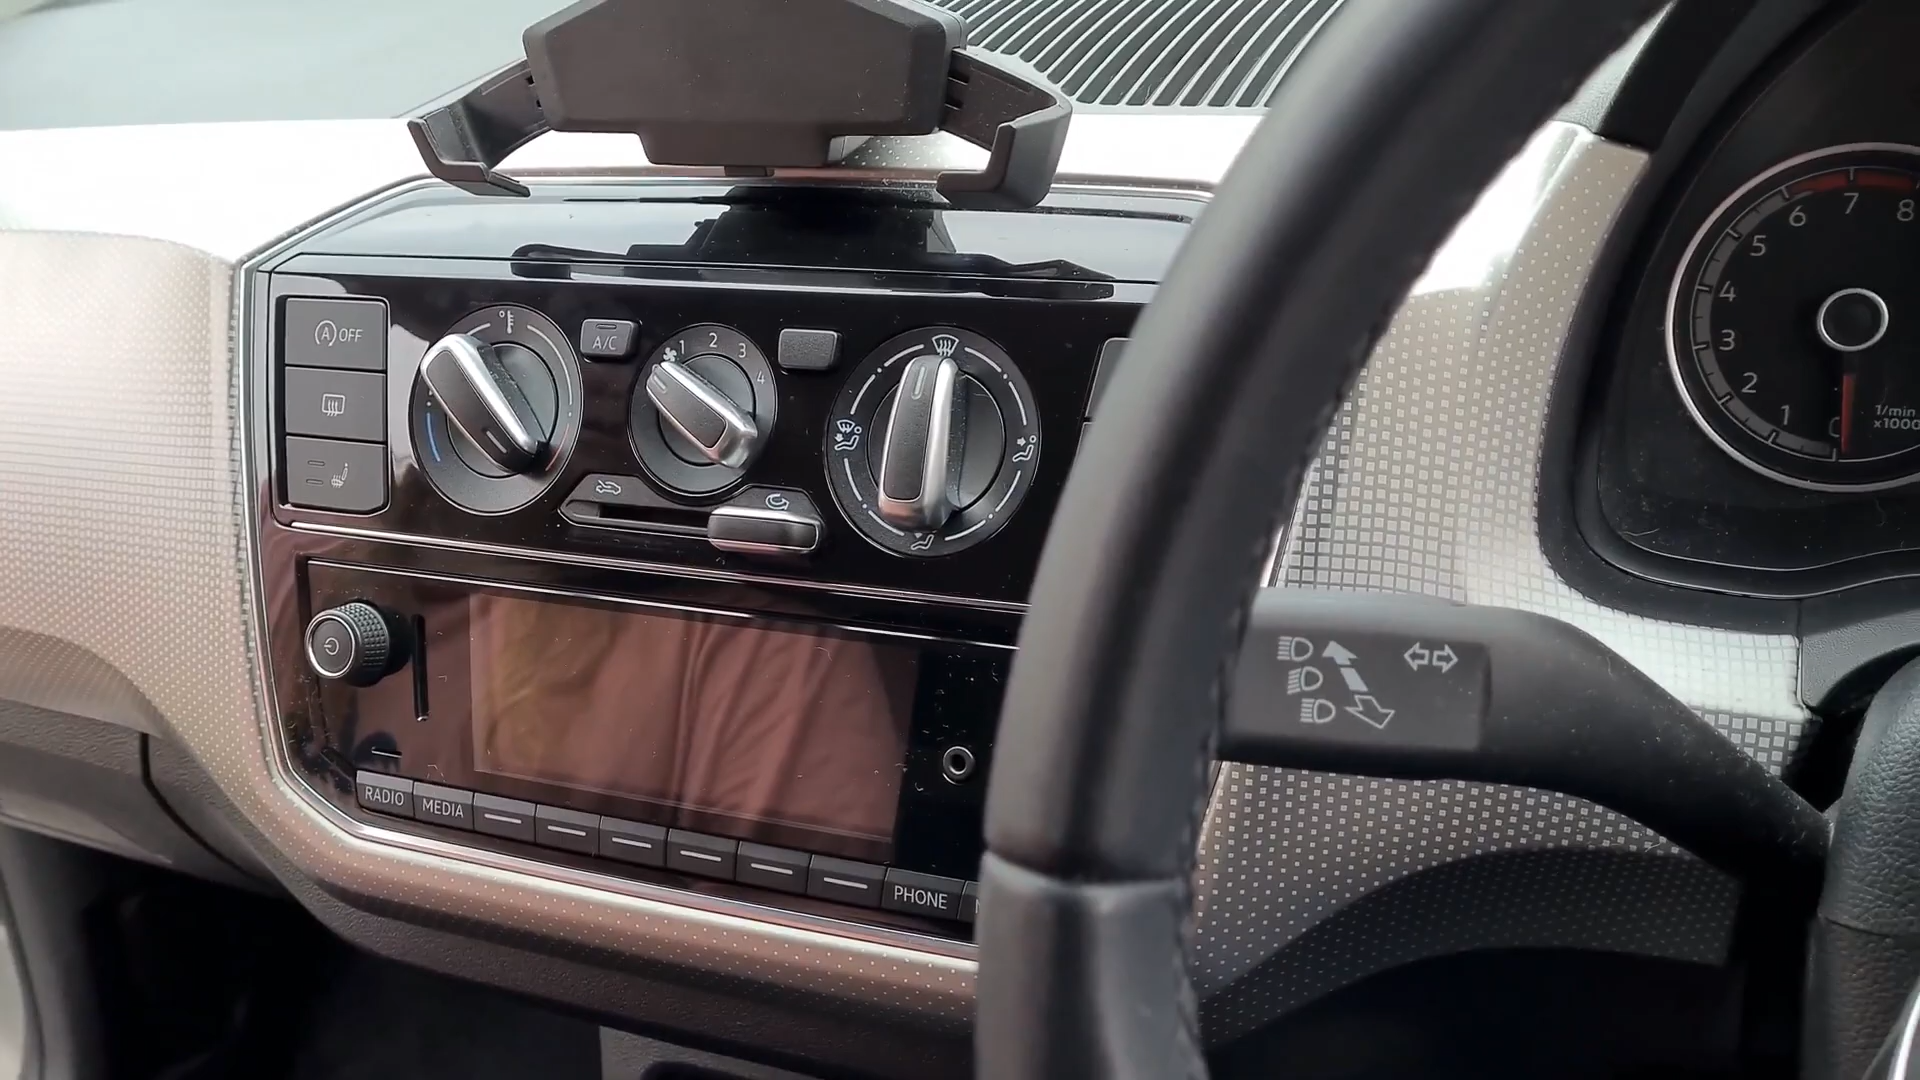 A OFF
A/C
1 2 3 4
RADIO
MEDIA
PHONE
0 1 2 3 4 5 6 7 8
1/min
x1000